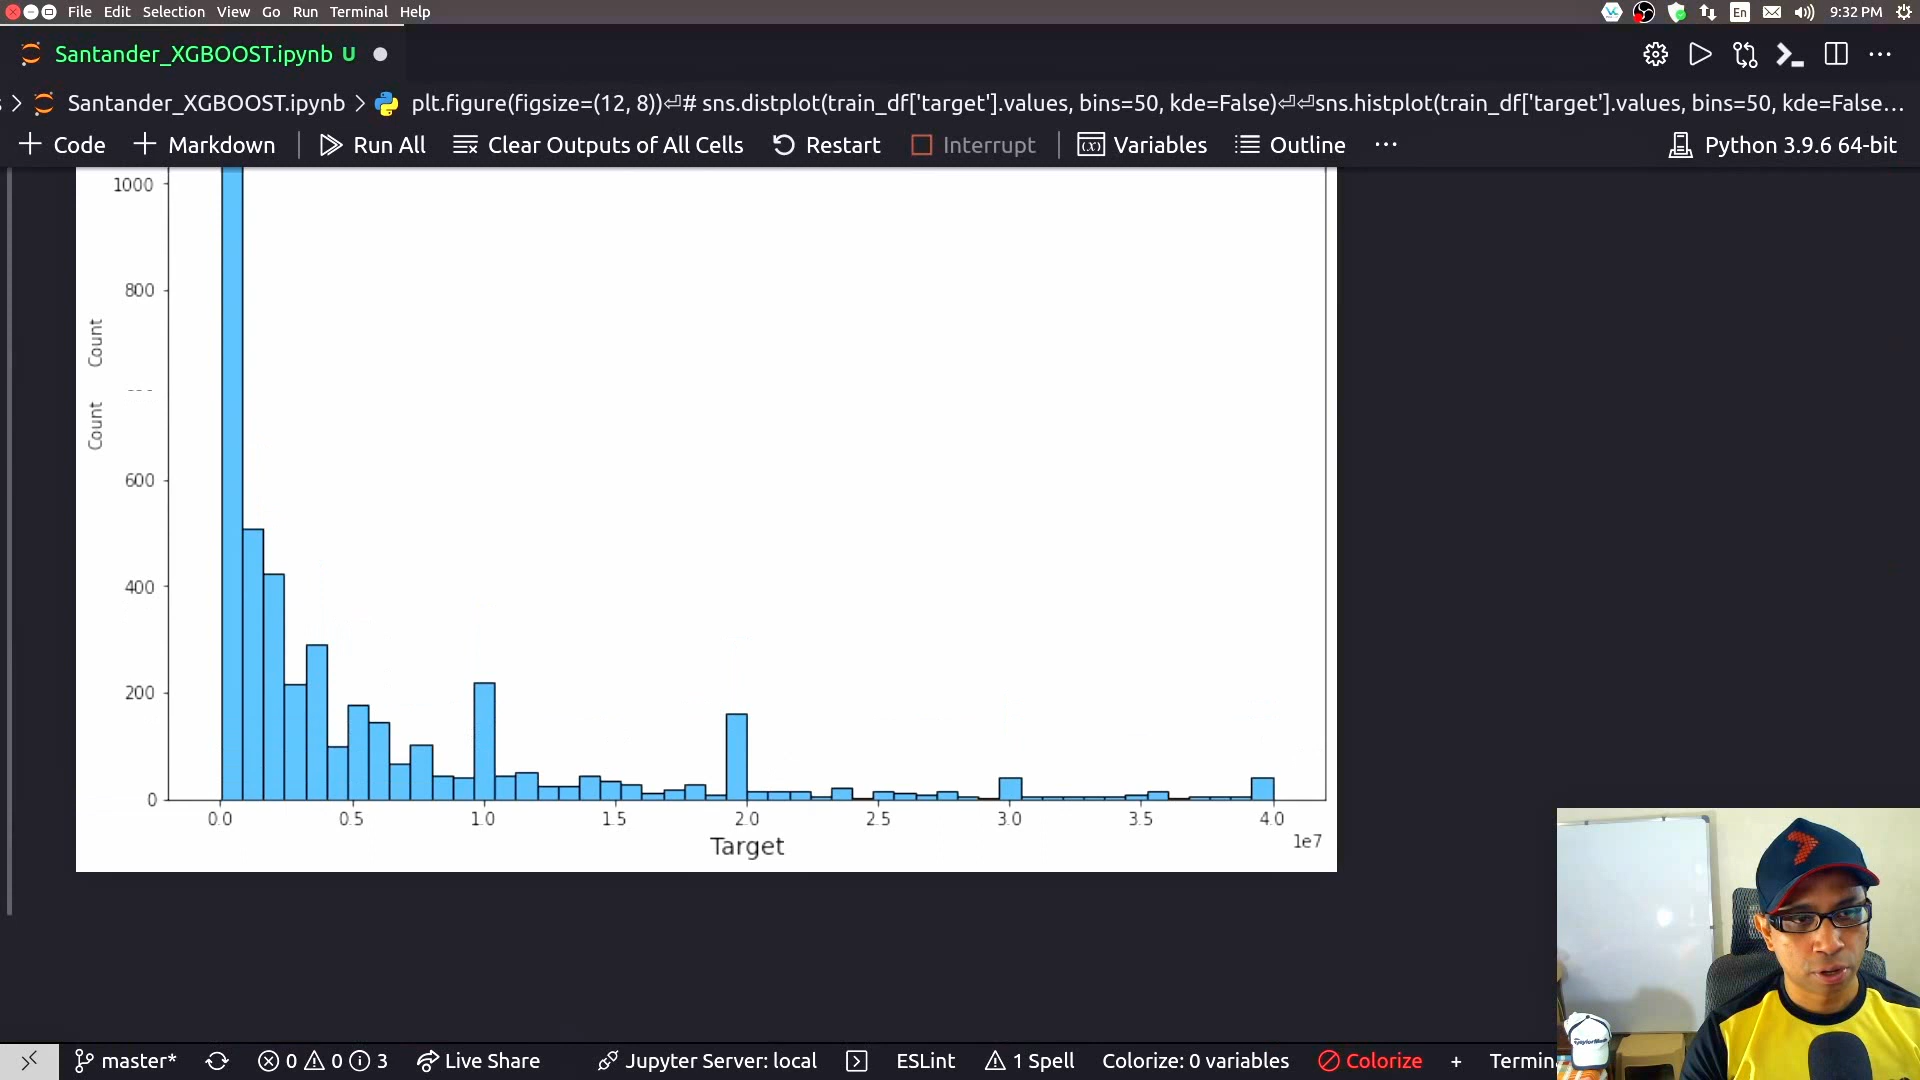 File Edit Selection View Go Run Terminal Help
En 9:32 PM
Santander_XGBOOST.ipynb U
Santander_XGBOOST.ipynb > plt.figure(figsize=(12, 8))⏎# sns.distplot(train_df['target'].values, bins=50, kde=False)⏎⏎sns.histplot(train_df['target'].values, bins=50, kde=False…
+ Code + Markdown Run All Clear Outputs of All Cells Restart Interrupt Variables Outline ··· Python 3.9.6 64-bit
1000
800
Count
Count
600
400
200
0
0.0 0.5 1.0 1.5 2.0 2.5 3.0 3.5 4.0
1e7
Target
master* 0 0 3 Live Share Jupyter Server: local ESLint 1 Spell Colorize: 0 variables Colorize + Termin